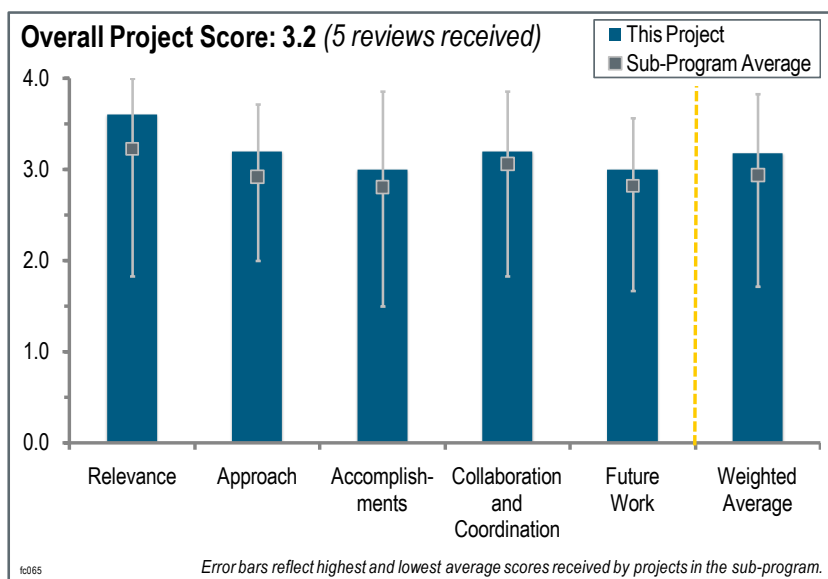 Overall Project Score: 3.2 (5 reviews received)
This Project
Sub-Program Average
4.0
3.0
2.0
1.0
0.0
Relevance
Approach
Accomplish-
ments
Collaboration
and
Coordination
Future
Work
Weighted
Average
fc065
Error bars reflect highest and lowest average scores received by projects in the sub-program.